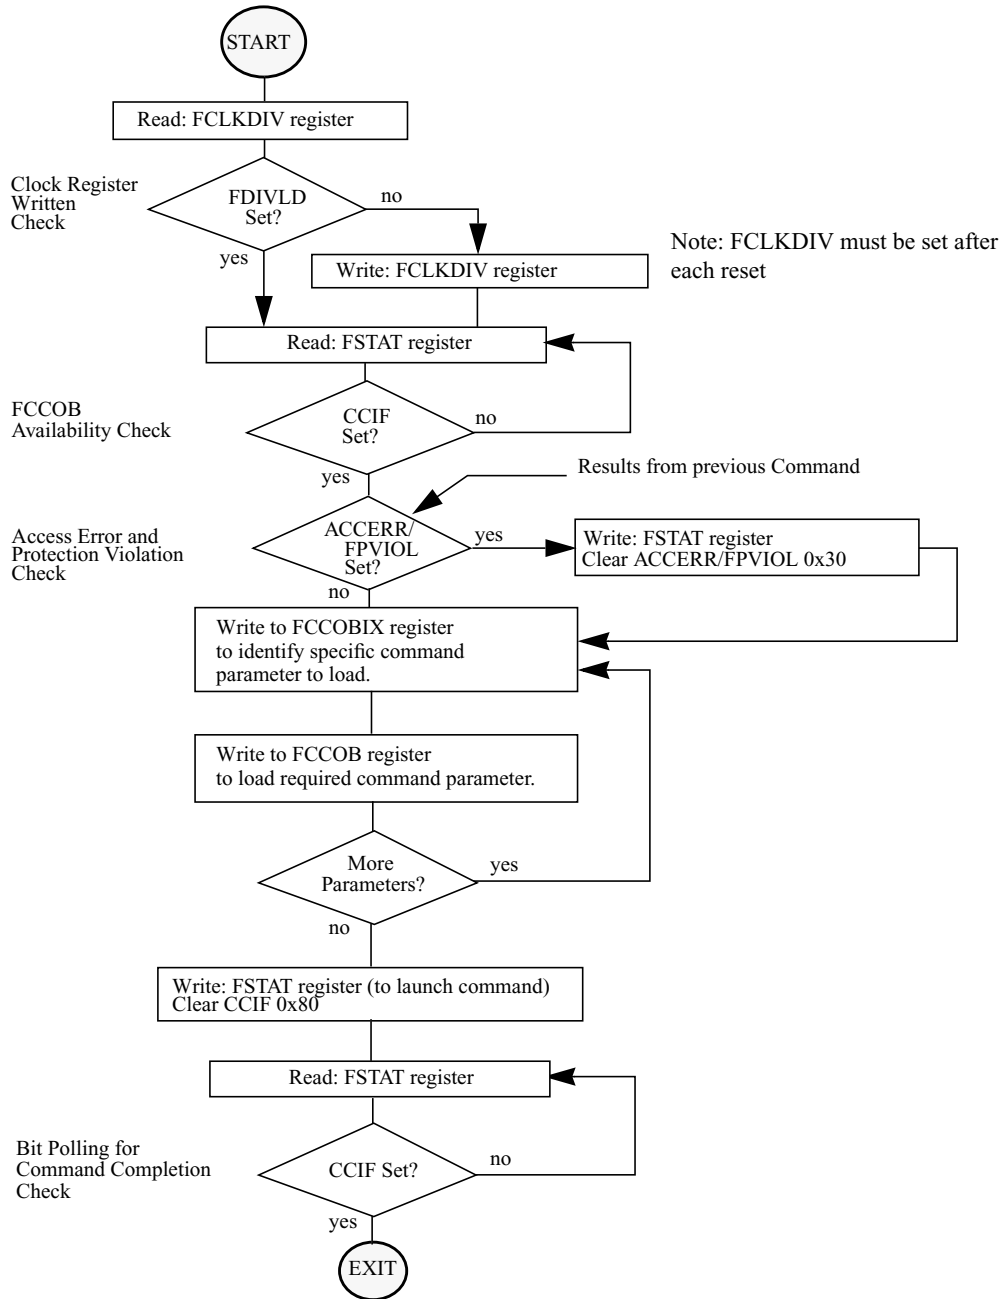 START
Read: FCLKDIV register
Clock Register
Written
Check
FDIVLD
Set?
no
yes
Write: FCLKDIV register
Note: FCLKDIV must be set after
each reset
Read: FSTAT register
FCCOB
Availability Check
CCIF
Set?
no
yes
Results from previous Command
Access Error and
Protection Violation
Check
ACCERR/
FPVIOL
Set?
yes
no
Write: FSTAT register
Clear ACCERR/FPVIOL 0x30
Write to FCCOBIX register
to identify specific command
parameter to load.
Write to FCCOB register
to load required command parameter.
More
Parameters?
yes
no
Write: FSTAT register (to launch command)
Clear CCIF 0x80
Read: FSTAT register
Bit Polling for
Command Completion
Check
CCIF Set?
no
yes
EXIT